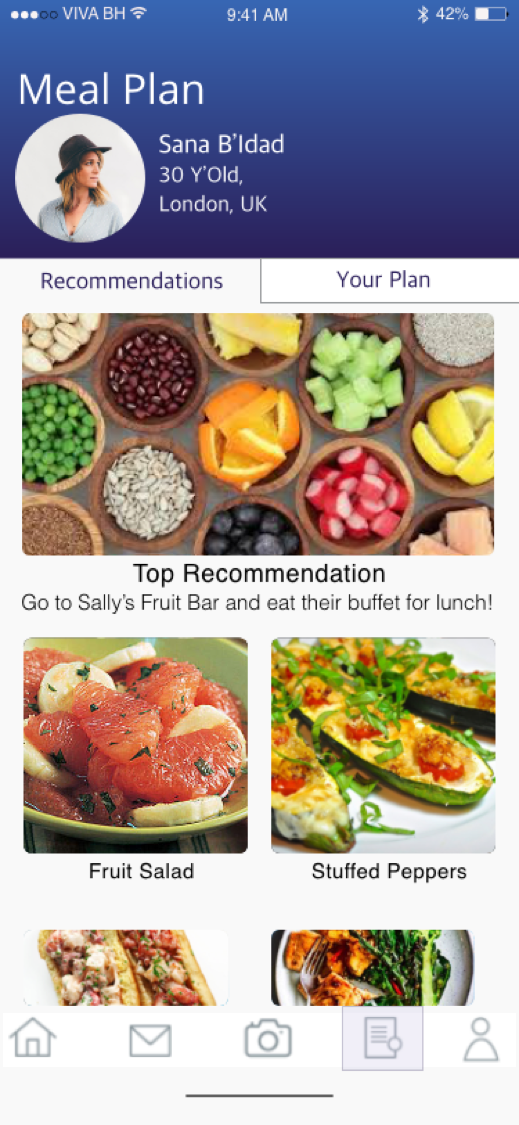 VIVA BH
9:41 AM
42%
Meal Plan
Sana B'Idad
30 Y'Old,
London, UK
Recommendations
Your Plan
Top Recommendation
Go to Sally's Fruit Bar and eat their buffet for lunch!
Fruit Salad
Stuffed Peppers